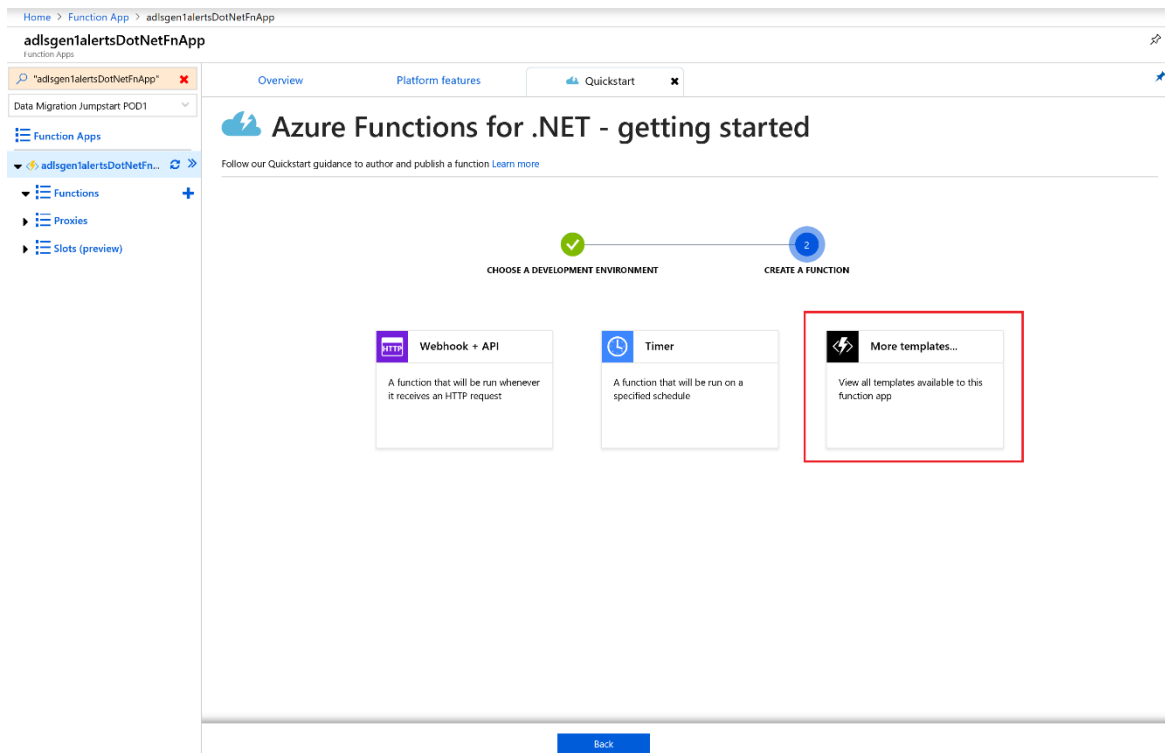 Home > Function App > adlsgen1alertsDotNetFnApp
adlsgen1alertsDotNetFnApp
Function Apps
"adlsgen1alertsDotNetFnApp"
Data Migration Jumpstart POD1
Function Apps
adlsgen1alertsDotNetFn...
Functions
Proxies
Slots (preview)
Overview
Platform features
Quickstart
Azure Functions for .NET - getting started
Follow our Quickstart guidance to author and publish a function Learn more
2
CHOOSE A DEVELOPMENT ENVIRONMENT
CREATE A FUNCTION
HTTP
Webhook + API
A function that will be run whenever
it receives an HTTP request
Timer
A function that will be run on a
specified schedule
More templates...
View all templates available to this
function app
Back